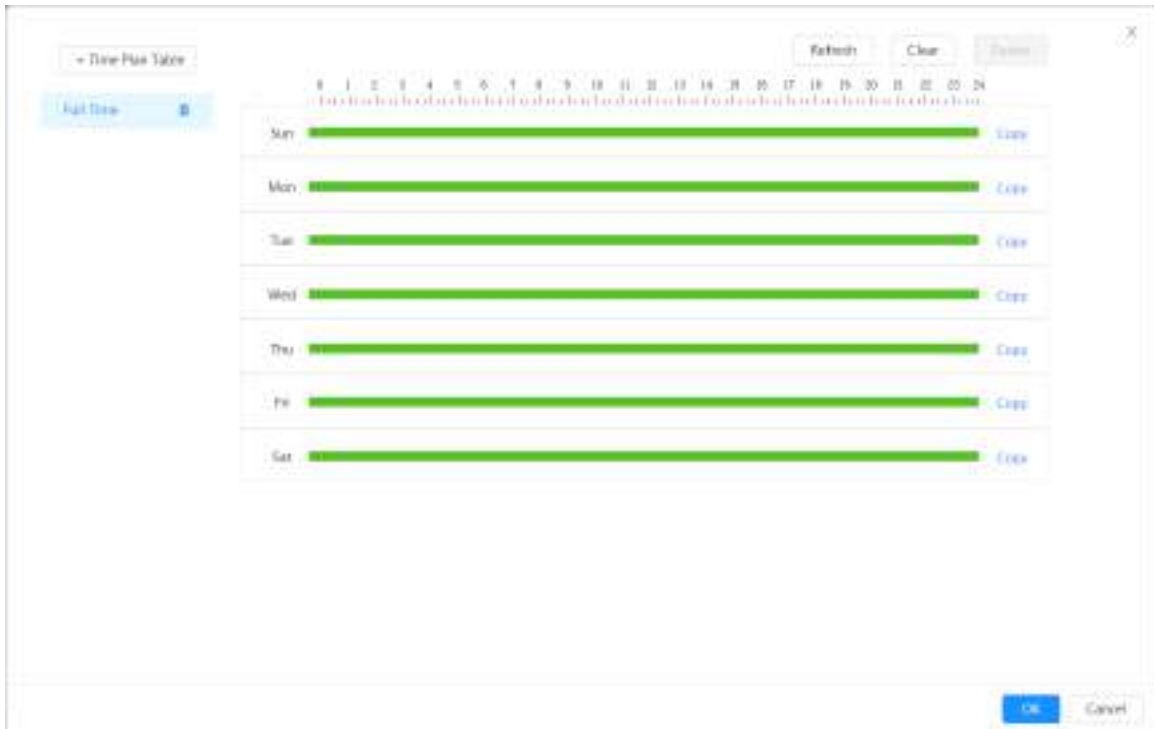 + Time Plan Table
Refresh Clear Delete
Full Time
0 1 2 3 4 5 6 7 8 9 10 11 12 13 14 15 16 17 18 19 20 21 22 23 24
Sun Copy
Mon Copy
Tue Copy
Wed Copy
Thu Copy
Fri Copy
Sat Copy
OK Cancel